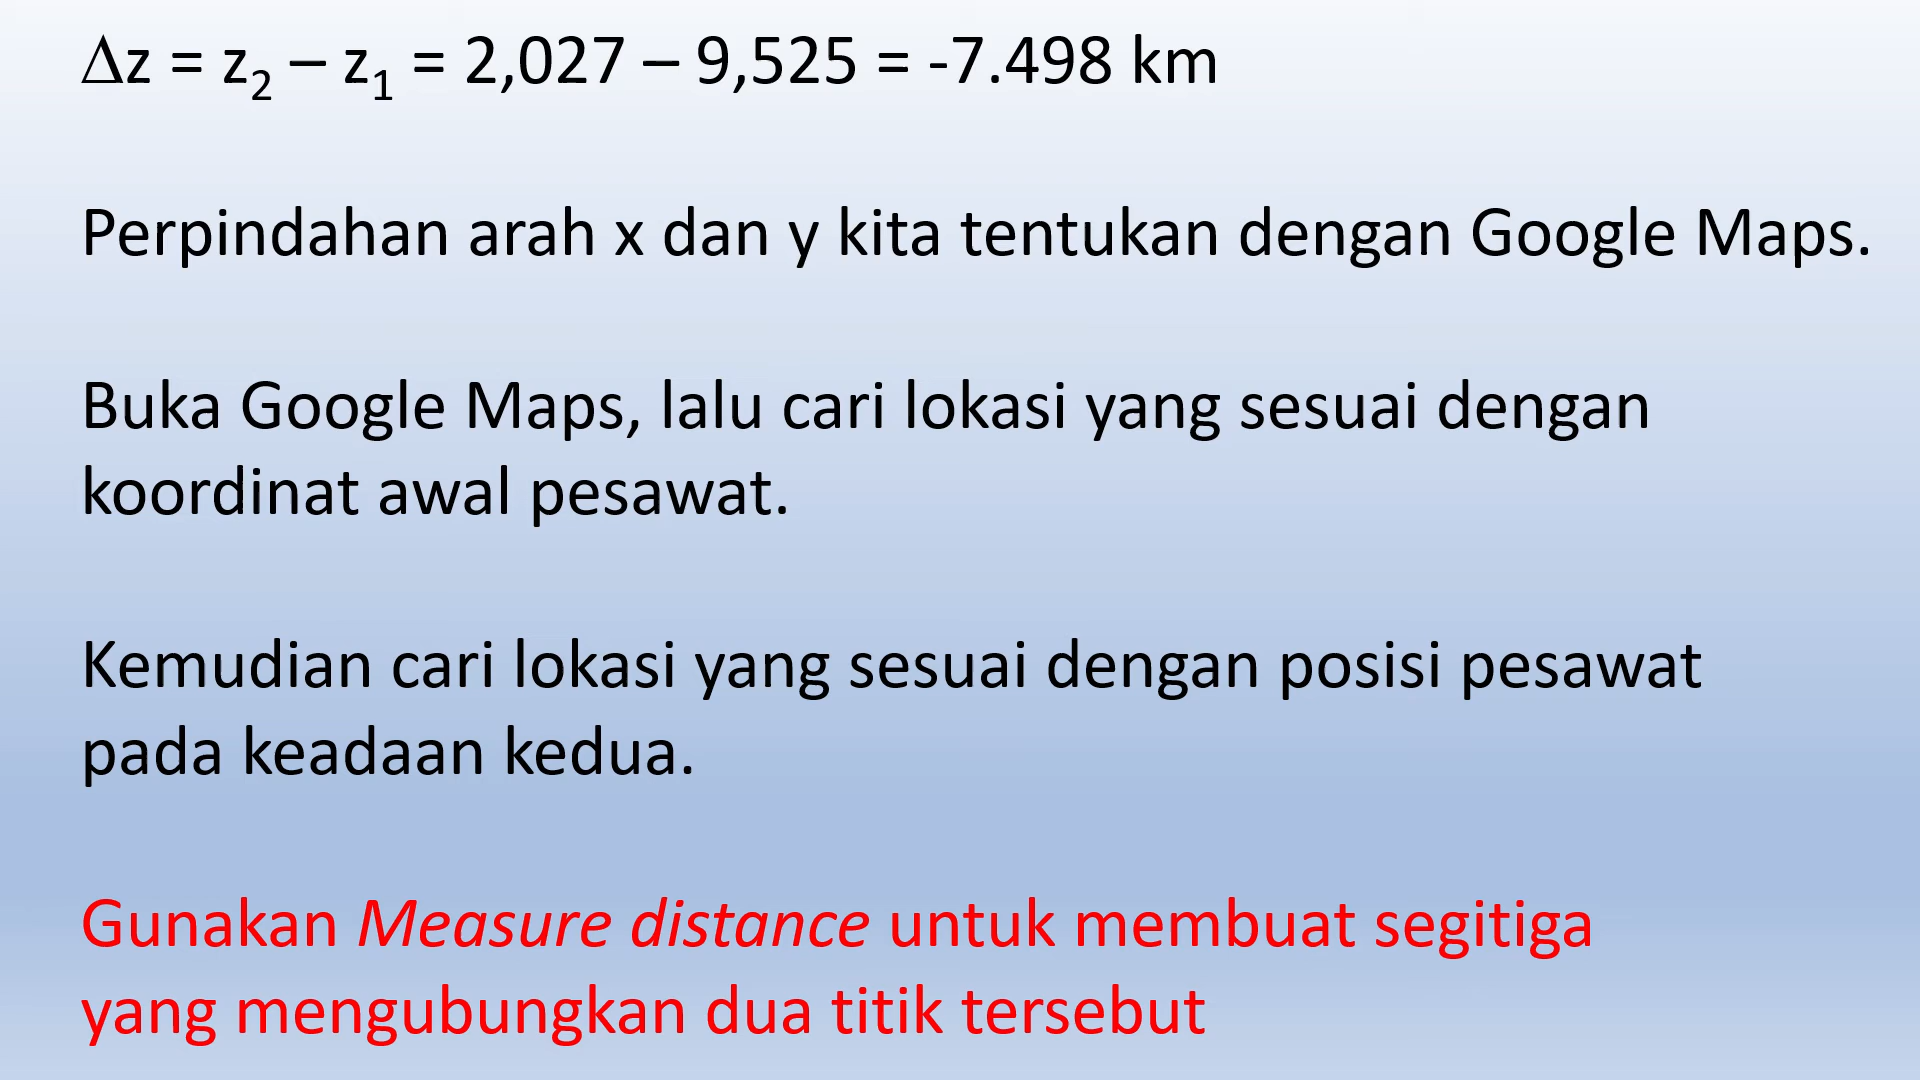 Δz = z₂ – z₁ = 2,027 – 9,525 = -7.498 km
Perpindahan arah x dan y kita tentukan dengan Google Maps.
Buka Google Maps, lalu cari lokasi yang sesuai dengan
koordinat awal pesawat.
Kemudian cari lokasi yang sesuai dengan posisi pesawat
pada keadaan kedua.
Gunakan Measure distance untuk membuat segitiga
yang mengubungkan dua titik tersebut